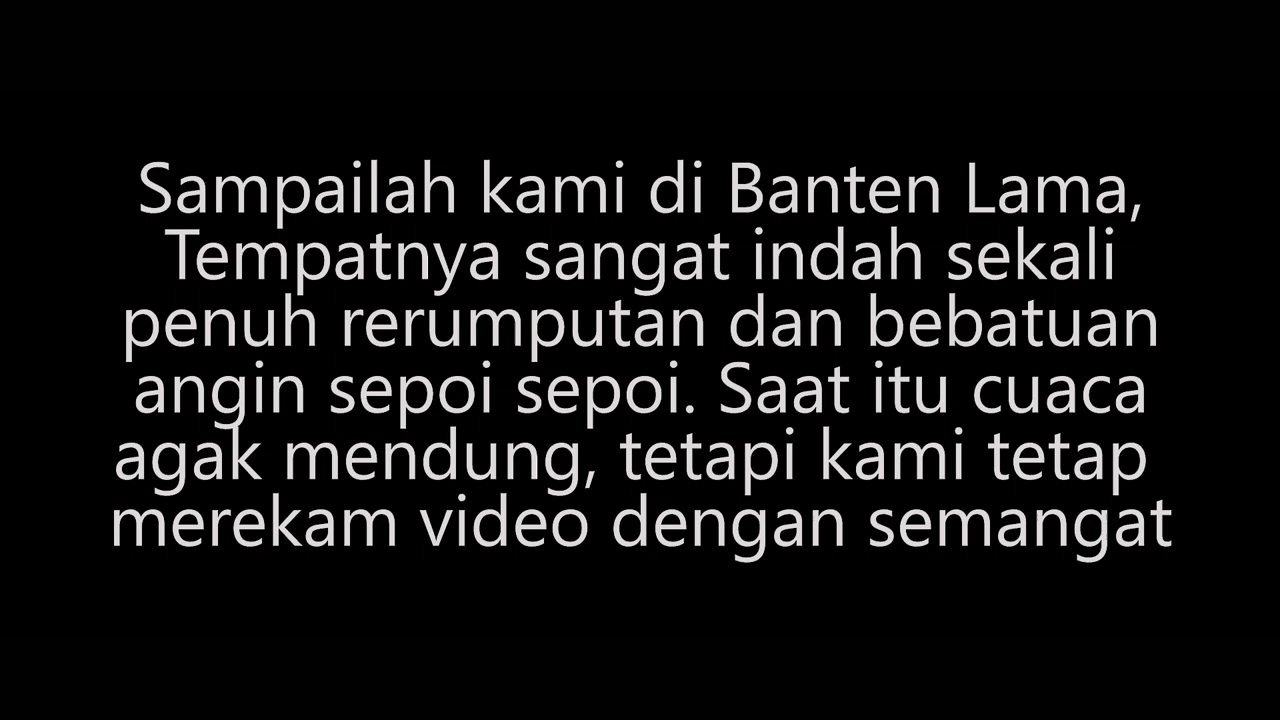 Sampailah kami di Banten Lama,
Tempatnya sangat indah sekali
penuh rerumputan dan bebatuan
angin sepoi sepoi. Saat itu cuaca
agak mendung, tetapi kami tetap
merekam video dengan semangat